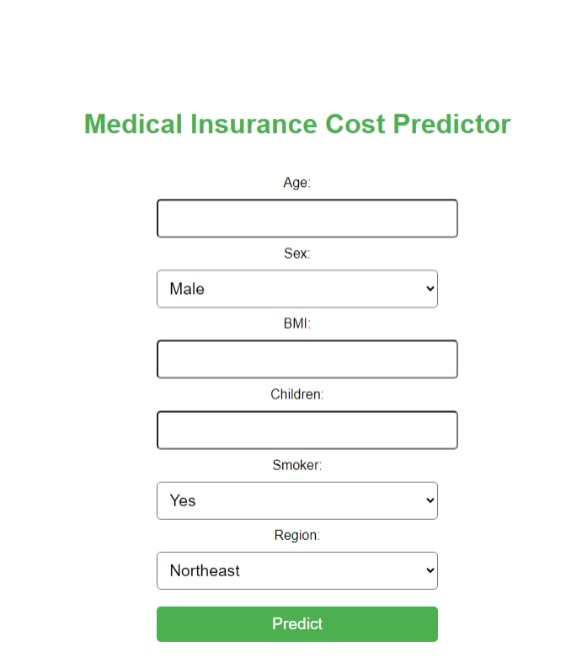 Medical Insurance Cost Predictor
Age:
Sex:
Male
BMI:
Children:
Smoker:
Yes
Region:
Northeast
Predict